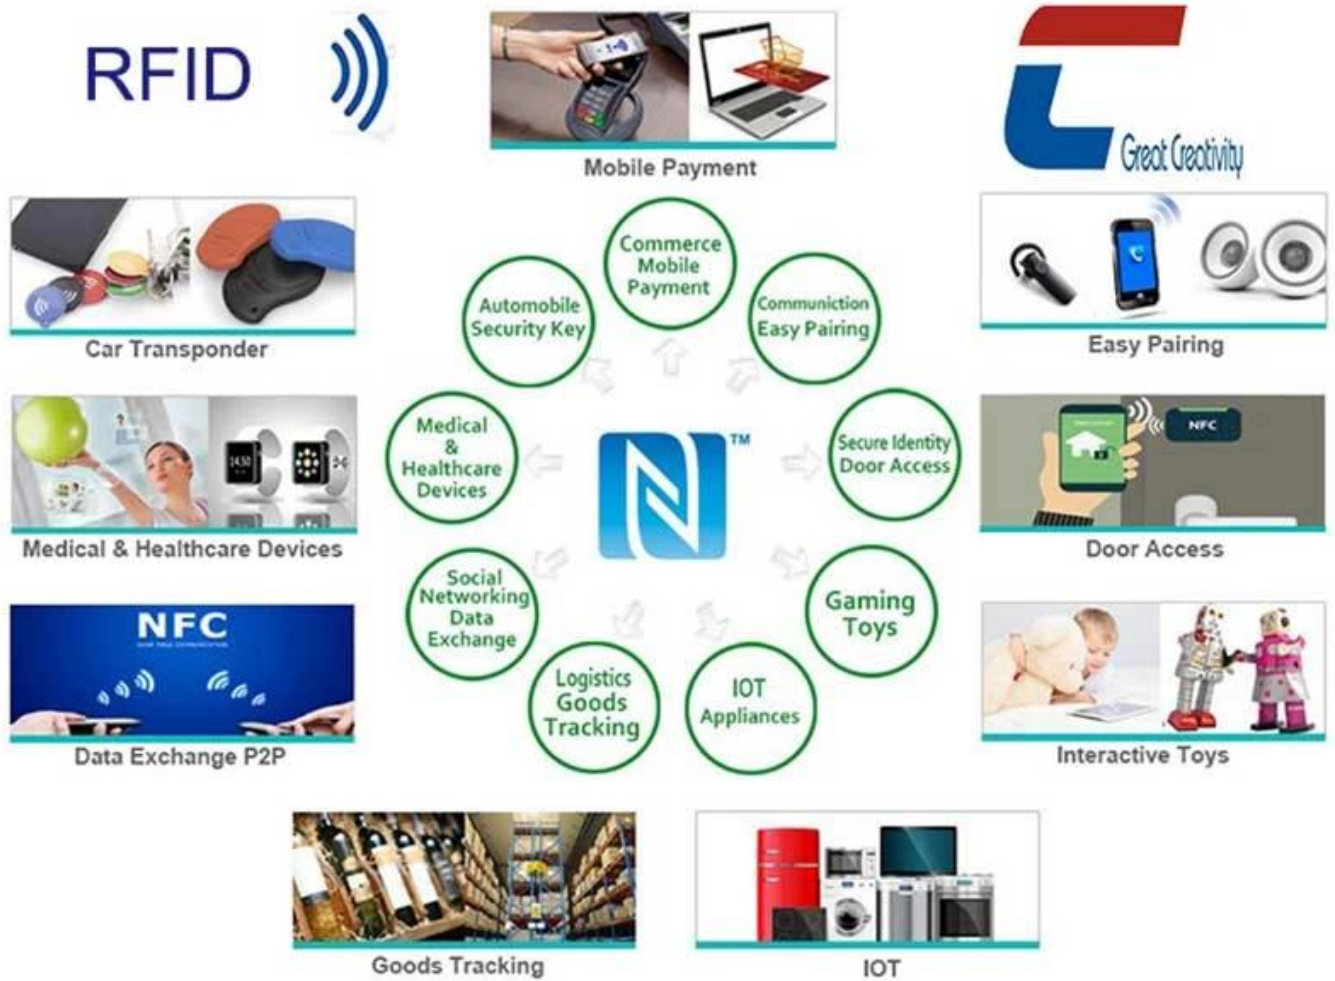 RFID
Mobile Payment
Great Creativity
Car Transponder
Easy Pairing
Commerce
Mobile
Payment
Automobile
Security Key
Communiction
Easy Pairing
Medical
&
Healthcare
Devices
TM
Secure Identity
Door Access
NFC
14.50
Medical & Healthcare Devices
Door Access
Social
Networking
Data
Exchange
Gaming
Toys
NFC
Logistics
Goods
Tracking
IOT
Appliances
Data Exchange P2P
Interactive Toys
Goods Tracking
IOT